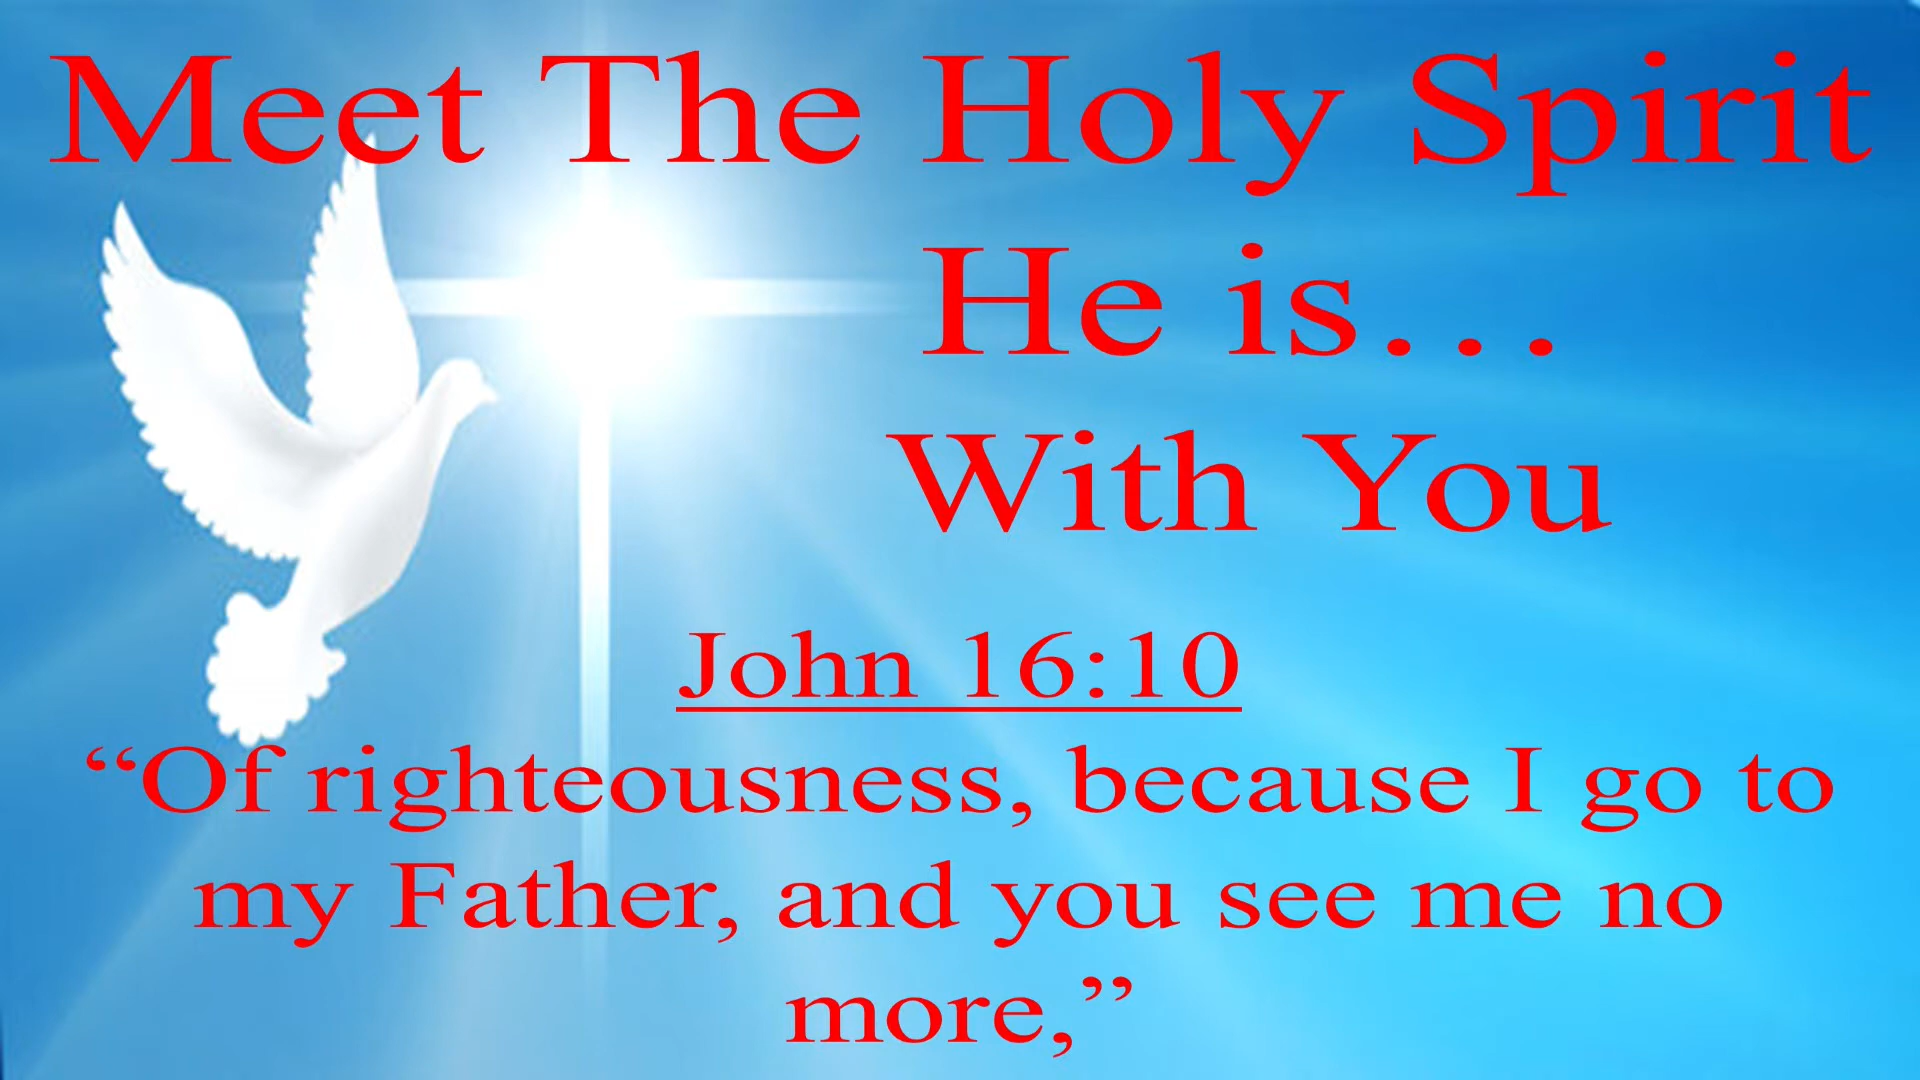 Meet The Holy Spirit
He is…
With You
John 16:10
“Of righteousness, because I go to
my Father, and you see me no
more,”